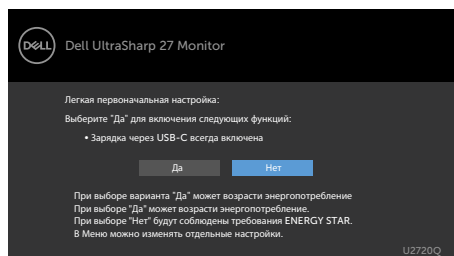 DELL
Dell UltraSharp 27 Monitor
Легкая первоначальная настройка:
Выберите "Да" для включения следующих функций:
• Зарядка через USB-C всегда включена
Да Нет
При выборе варианта "Да" может возрасти энергопотребление
При выборе "Да" может возрасти энергопотребление.
При выборе "Нет" будут соблюдены требования ENERGY STAR.
В Меню можно изменять отдельные настройки.
U2720Q